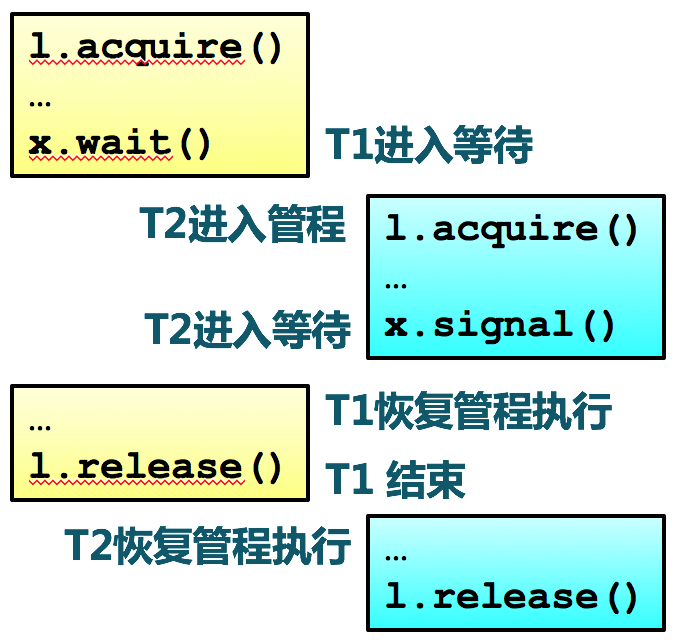 l.acquire()
…
x.wait()
T1进入等待
T2进入管程
l.acquire()
…
x.signal()
T2进入等待
…
T1恢复管程执行
l.release()
T1 结束
T2恢复管程执行
…
l.release()